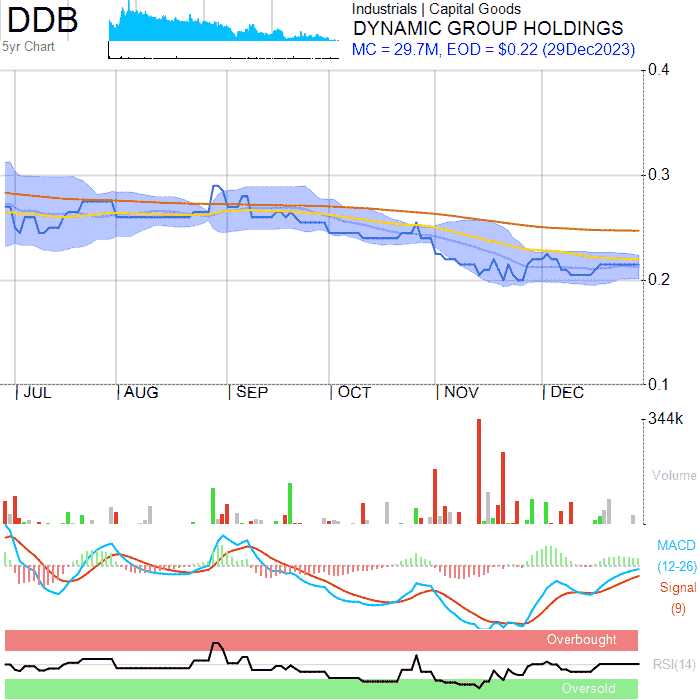 DDB
5yr Chart
Industrials | Capital Goods
DYNAMIC GROUP HOLDINGS
MC = 29.7M, EOD = $0.22 (29Dec2023)
0.4
0.3
0.2
0.1
JUL AUG SEP OCT NOV DEC
344k
Volume
MACD
(12-26)
Signal
(9)
Overbought
RSI(14)
Oversold